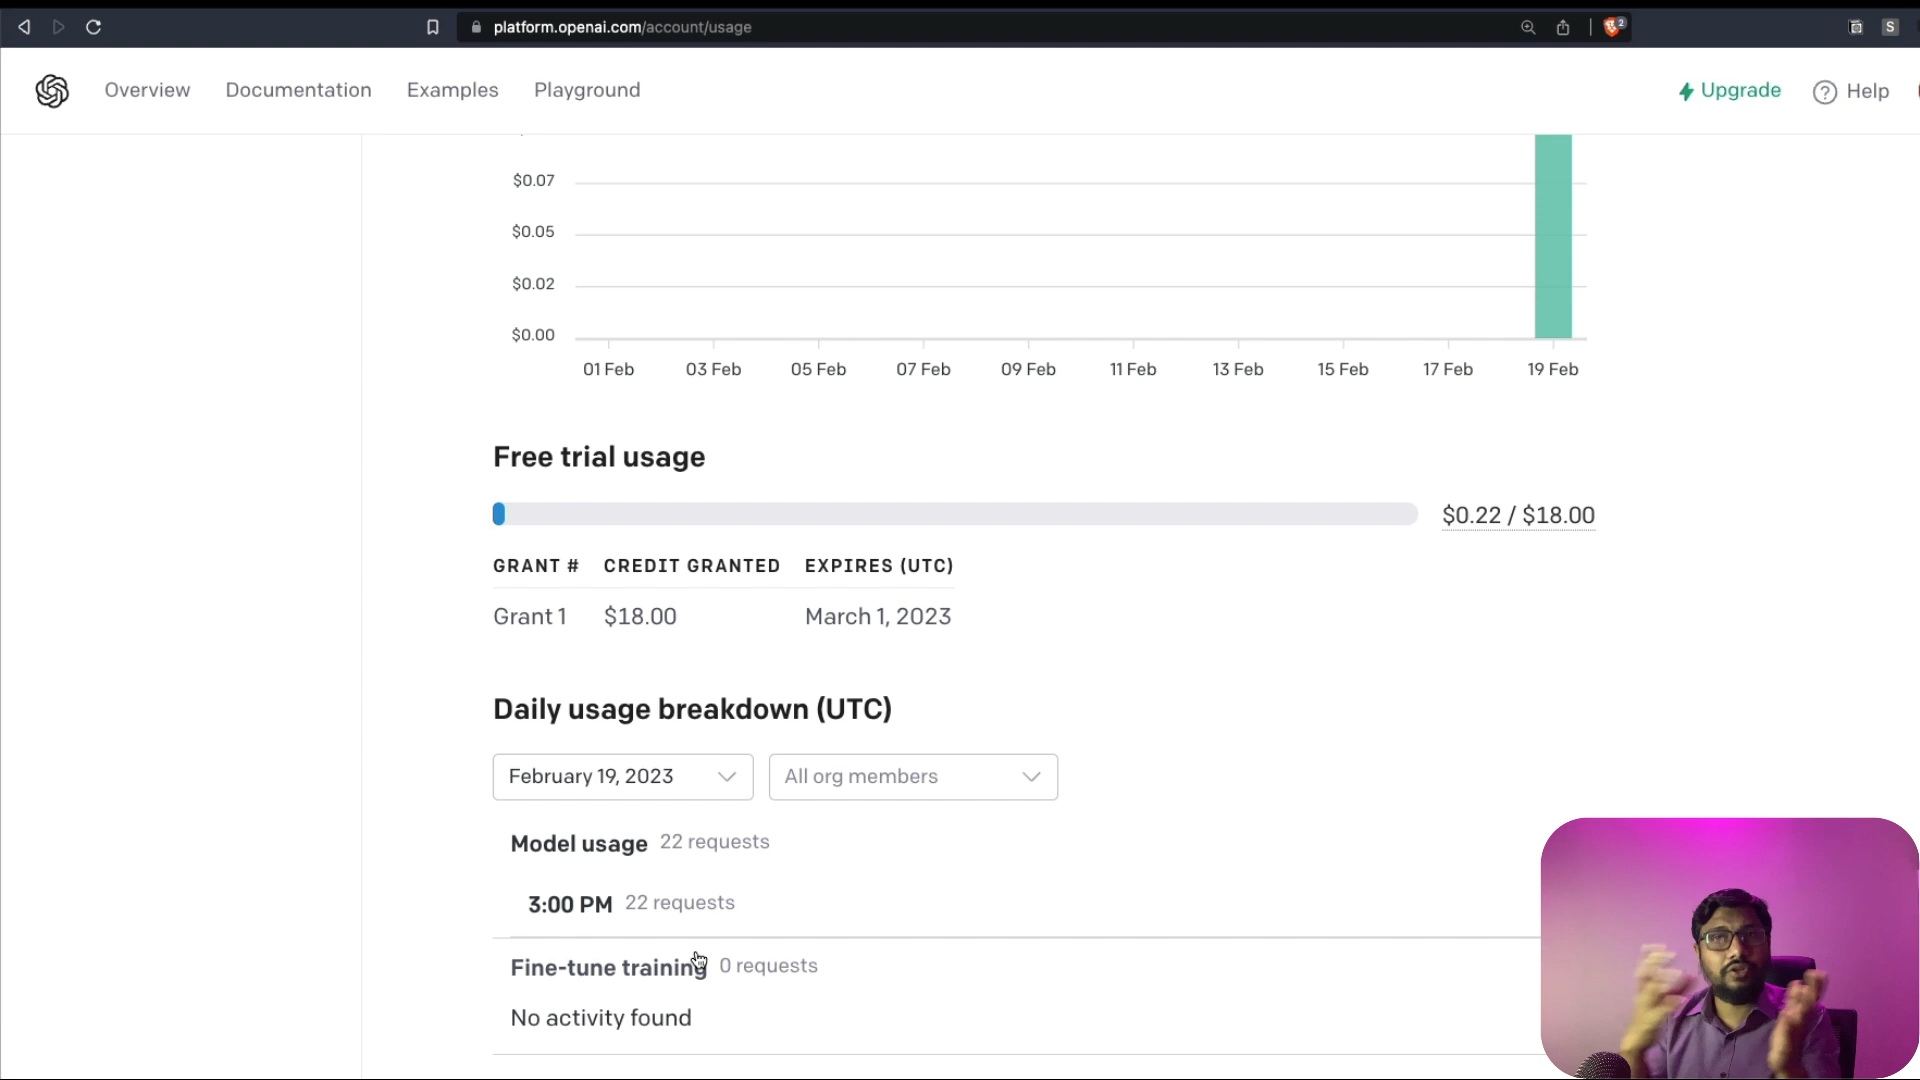 platform.openai.com/account/usage
2
S
Overview Documentation Examples Playground
Upgrade ? Help
$0.07
$0.05
$0.02
$0.00
01 Feb 03 Feb 05 Feb 07 Feb 09 Feb 11 Feb 13 Feb 15 Feb 17 Feb 19 Feb
Free trial usage
$0.22 / $18.00
GRANT # CREDIT GRANTED EXPIRES (UTC)
Grant 1 $18.00 March 1, 2023
Daily usage breakdown (UTC)
February 19, 2023 All org members
Model usage 22 requests
3:00 PM 22 requests
Fine-tune training 0 requests
No activity found